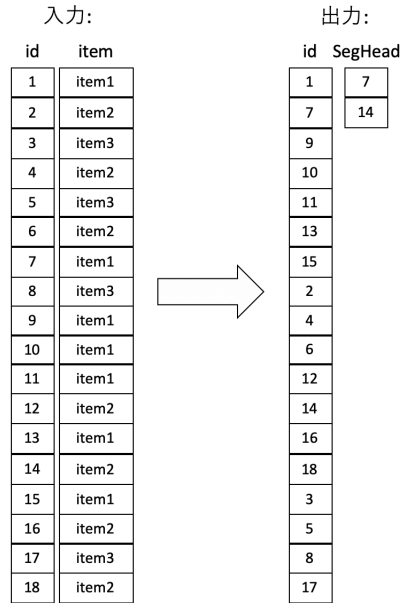 入力: 出力:
id item id SegHead
1 item1 1 7
2 item2 7 14
3 item3 9
4 item2 10
5 item3 11
6 item2 13
7 item1 15
8 item3 2
9 item1 4
10 item1 6
11 item1 12
12 item2 14
13 item1 16
14 item2 18
15 item1 3
16 item2 5
17 item3 8
18 item2 17